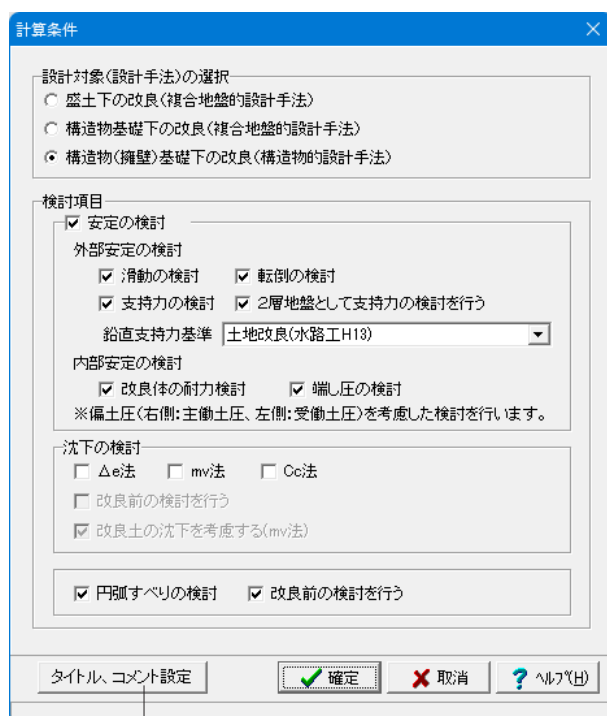 計算条件
設計対象(設計手法)の選択
盛土下の改良(複合地盤的設計手法)
構造物基礎下の改良(複合地盤的設計手法)
構造物(擁壁)基礎下の改良(構造物的設計手法)
検討項目
安定の検討
外部安定の検討
滑動の検討 転倒の検討
支持力の検討 2層地盤として支持力の検討を行う
鉛直支持力基準 土地改良(水路工H13)
内部安定の検討
改良体の耐力検討 端し圧の検討
※偏土圧(右側:主働土圧、左側:受働土圧)を考慮した検討を行います。
沈下の検討
Δe法 mv法 Cc法
改良前の検討を行う
改良土の沈下を考慮する(mv法)
円弧すべりの検討 改良前の検討を行う
タイトル、コメント設定 確定 取消 ヘルプ(H)